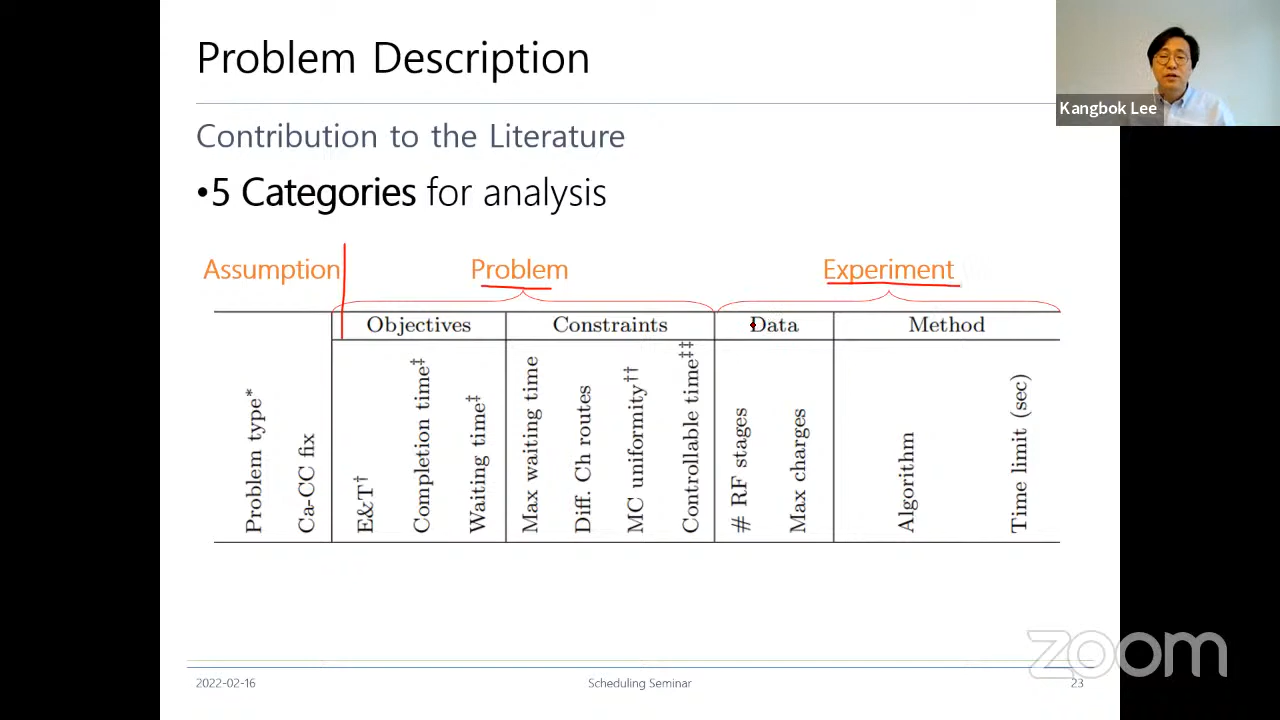 Problem Description
Kangbok Lee
Contribution to the Literature
•5 Categories for analysis
Assumption
Problem
Experiment
Objectives
Constraints
Data
Method
Problem type*
Ca-CC fix
E&T†
Completion time‡
Waiting time‡
Max waiting time
Diff. Ch routes
MC uniformity††
Controllable time‡‡
# RF stages
Max charges
Algorithm
Time limit (sec)
zoom
2022-02-16
Scheduling Seminar
23